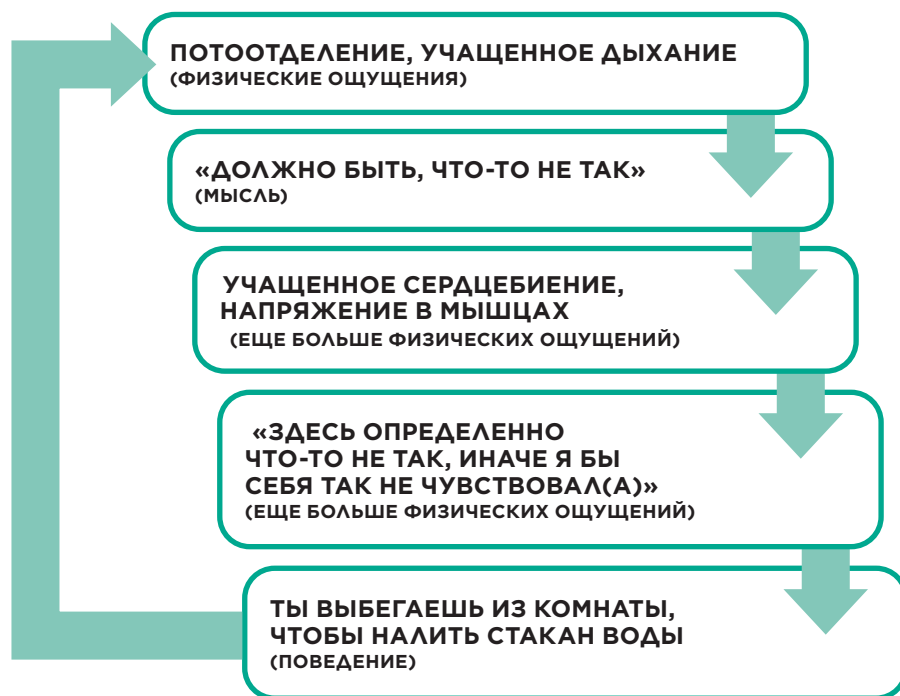 ПОТООТДЕЛЕНИЕ, УЧАЩЕННОЕ ДЫХАНИЕ
(ФИЗИЧЕСКИЕ ОЩУЩЕНИЯ)
«ДОЛЖНО БЫТЬ, ЧТО-ТО НЕ ТАК»
(МЫСЛЬ)
УЧАЩЕННОЕ СЕРДЦЕБИЕНИЕ,
НАПРЯЖЕНИЕ В МЫШЦАХ
(ЕЩЕ БОЛЬШЕ ФИЗИЧЕСКИХ ОЩУЩЕНИЙ)
«ЗДЕСЬ ОПРЕДЕЛЕННО
ЧТО-ТО НЕ ТАК, ИНАЧЕ Я БЫ
СЕБЯ ТАК НЕ ЧУВСТВОВАЛ(А)»
(ЕЩЕ БОЛЬШЕ ФИЗИЧЕСКИХ ОЩУЩЕНИЙ)
ТЫ ВЫБЕГАЕШЬ ИЗ КОМНАТЫ,
ЧТОБЫ НАЛИТЬ СТАКАН ВОДЫ
(ПОВЕДЕНИЕ)